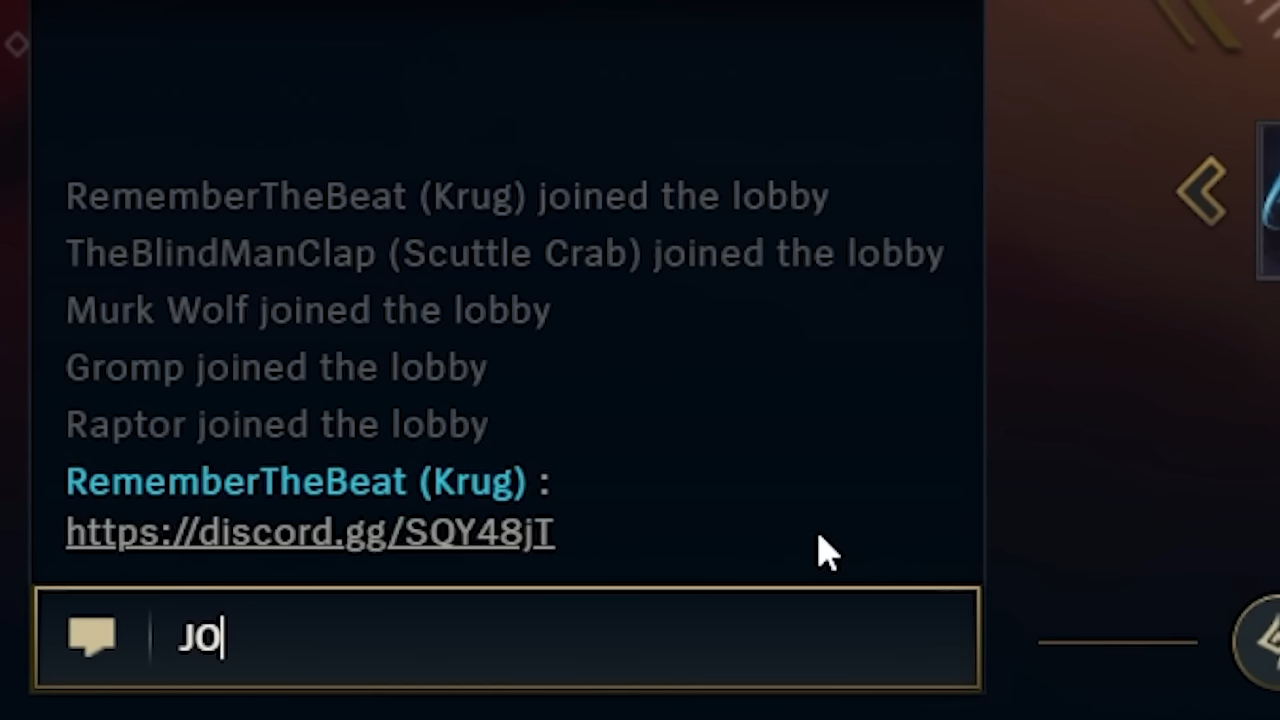 RememberTheBeat (Krug) joined the lobby
TheBlindManClap (Scuttle Crab) joined the lobby
Murk Wolf joined the lobby
Gromp joined the lobby
Raptor joined the lobby
RememberTheBeat (Krug) :
https://discord.gg/SQY48jT
JO